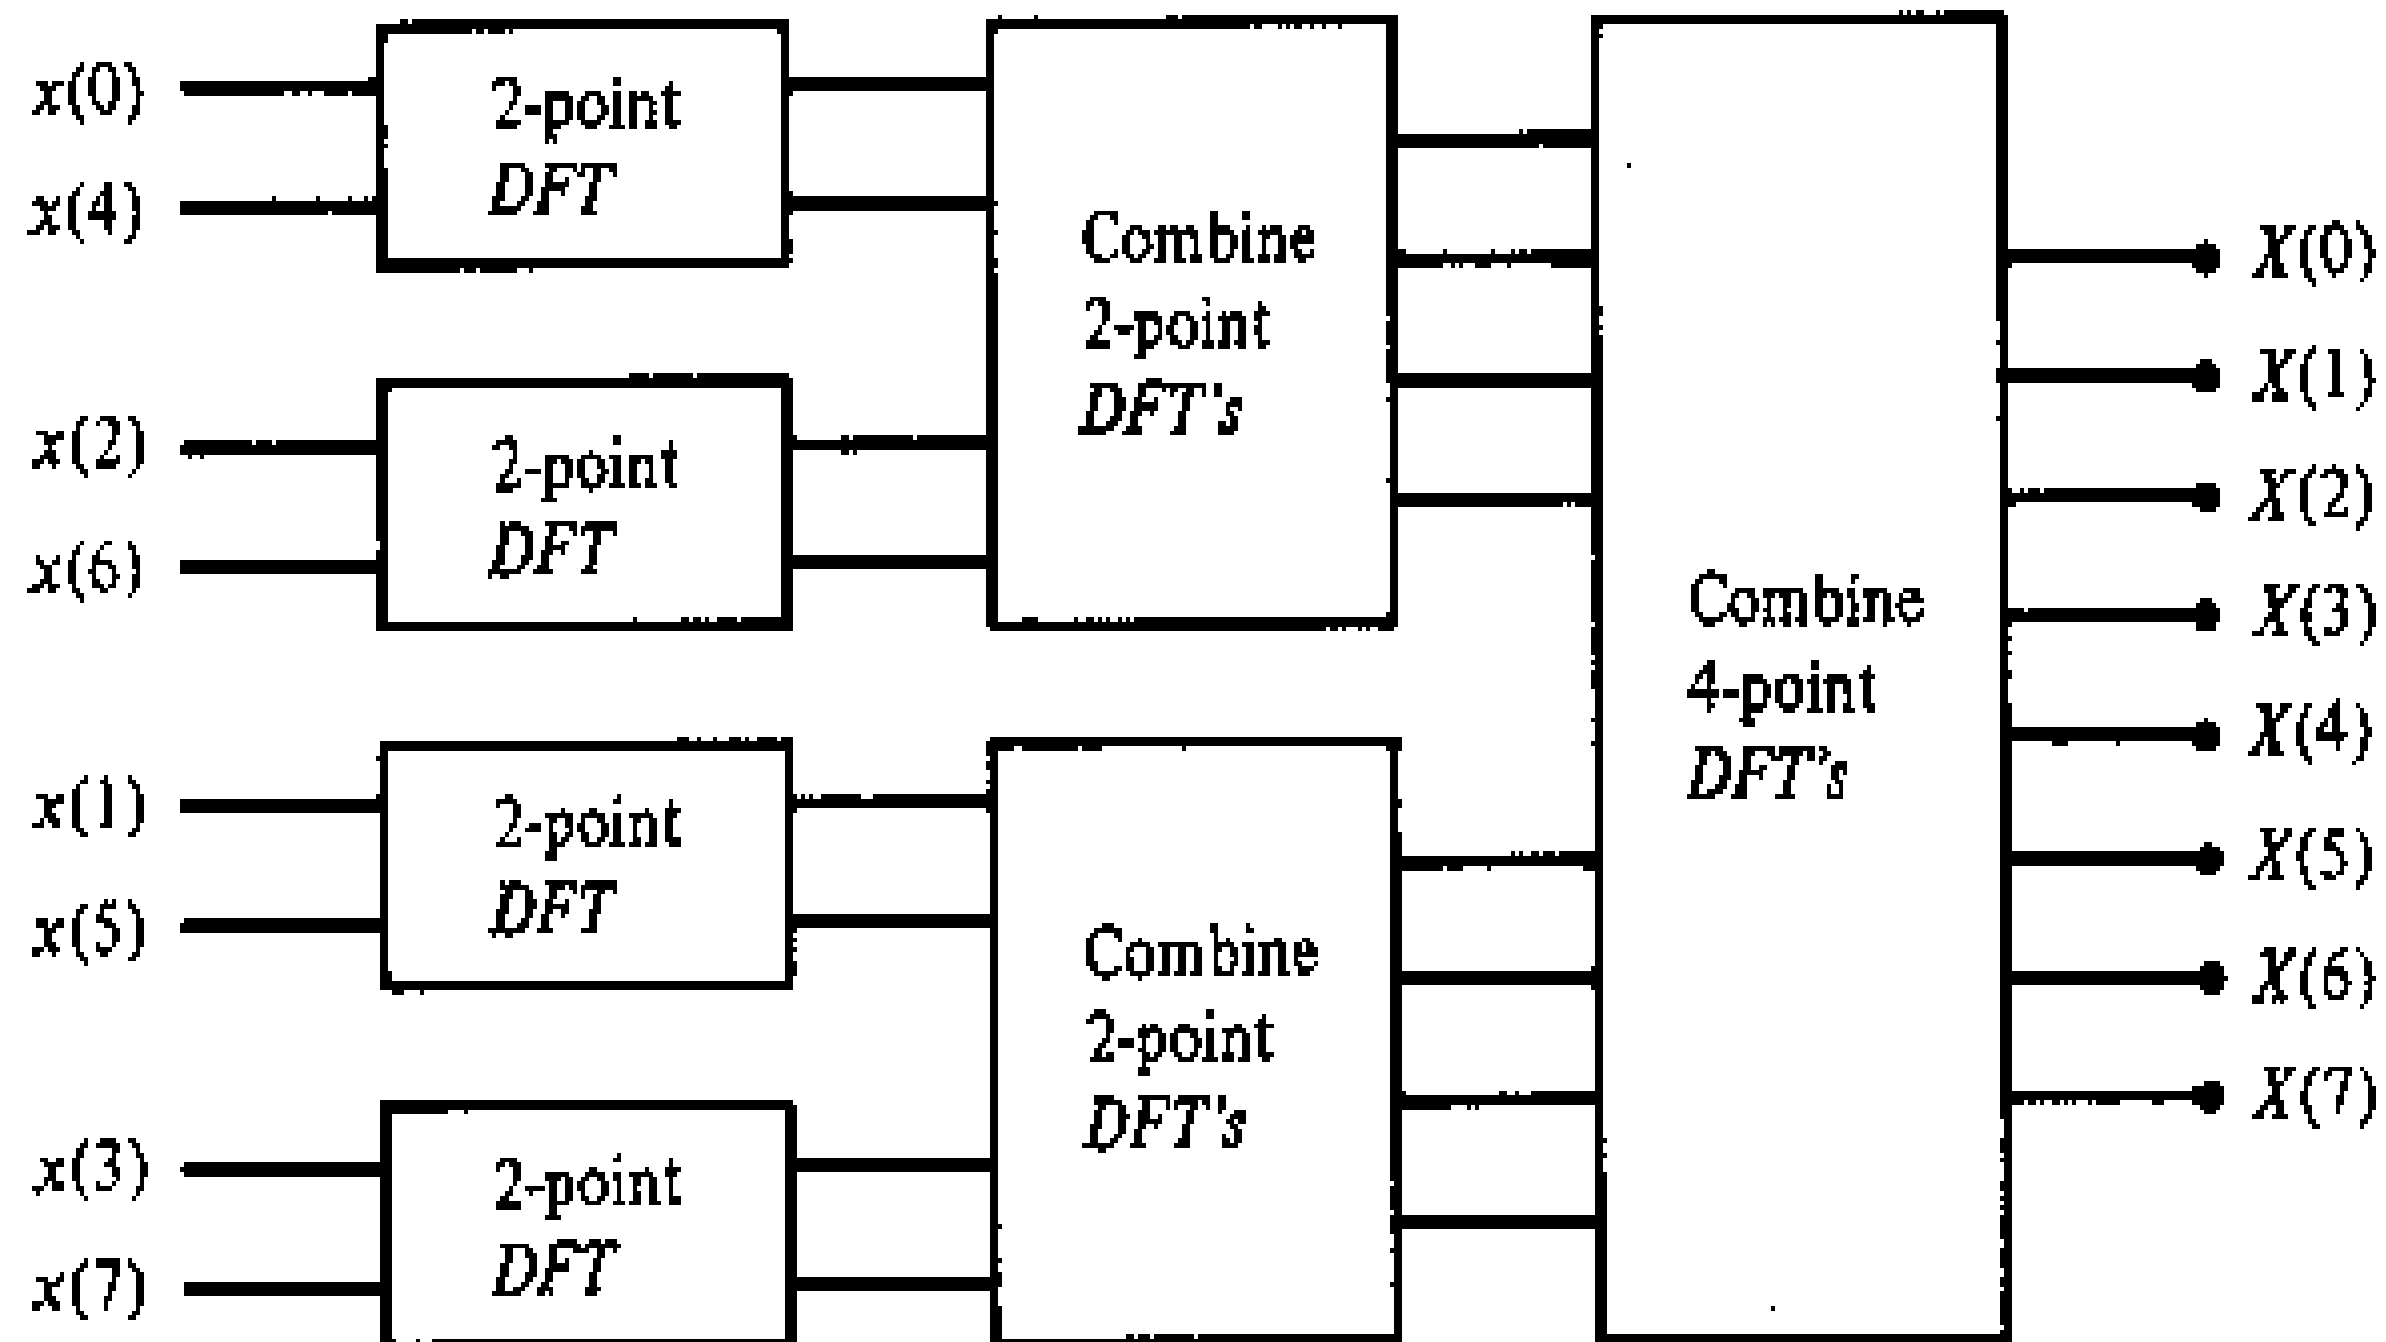 x(0)
x(4)
2-point
DFT
x(2)
x(6)
2-point
DFT
x(1)
x(5)
2-point
DFT
x(3)
x(7)
2-point
DFT
Combine
2-point
DFT's
Combine
2-point
DFT's
Combine
4-point
DFT's
X(0)
X(1)
X(2)
X(3)
X(4)
X(5)
X(6)
X(7)